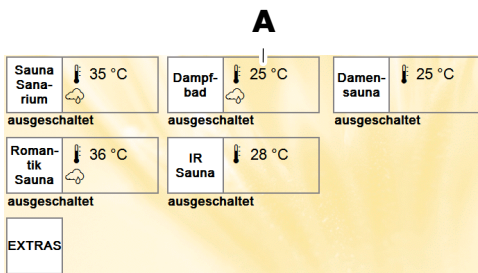 A
Sauna
Sana-
rium
35 °C
Dampf-
bad
25 °C
Damen-
sauna
25 °C
ausgeschaltet
ausgeschaltet
ausgeschaltet
Roman-
tik
Sauna
36 °C
IR
Sauna
28 °C
ausgeschaltet
ausgeschaltet
EXTRAS